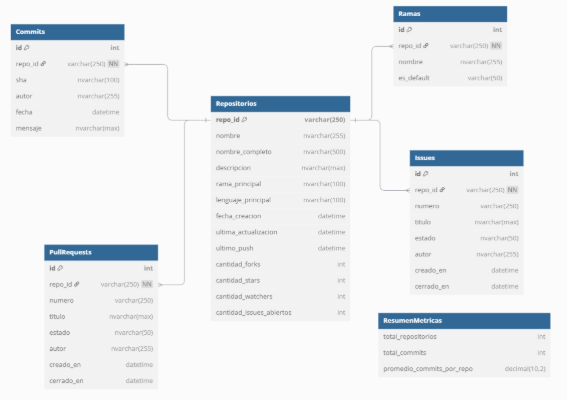 Commits
id int
repo_id varchar(250) NN
sha nvarchar(100)
autor nvarchar(255)
fecha datetime
mensaje nvarchar(max)
Ramas
id int
repo_id varchar(250) NN
nombre nvarchar(255)
es_default varchar(50)
Repositorios
repo_id varchar(250)
nombre nvarchar(255)
nombre_completo nvarchar(500)
descripcion nvarchar(max)
rama_principal nvarchar(100)
lenguaje_principal nvarchar(100)
fecha_creacion datetime
ultima_actualizacion datetime
ultimo_push datetime
cantidad_forks int
cantidad_stars int
cantidad_watchers int
cantidad_issues_abiertos int
Issues
id int
repo_id varchar(250) NN
numero varchar(250)
titulo nvarchar(max)
estado nvarchar(50)
autor nvarchar(255)
creado_en datetime
cerrado_en datetime
PullRequests
id int
repo_id varchar(250) NN
numero varchar(250)
titulo nvarchar(max)
estado nvarchar(50)
autor nvarchar(255)
creado_en datetime
cerrado_en datetime
ResumenMetricas
total_repositorios int
total_commits int
promedio_commits_por_repo decimal(10,2)